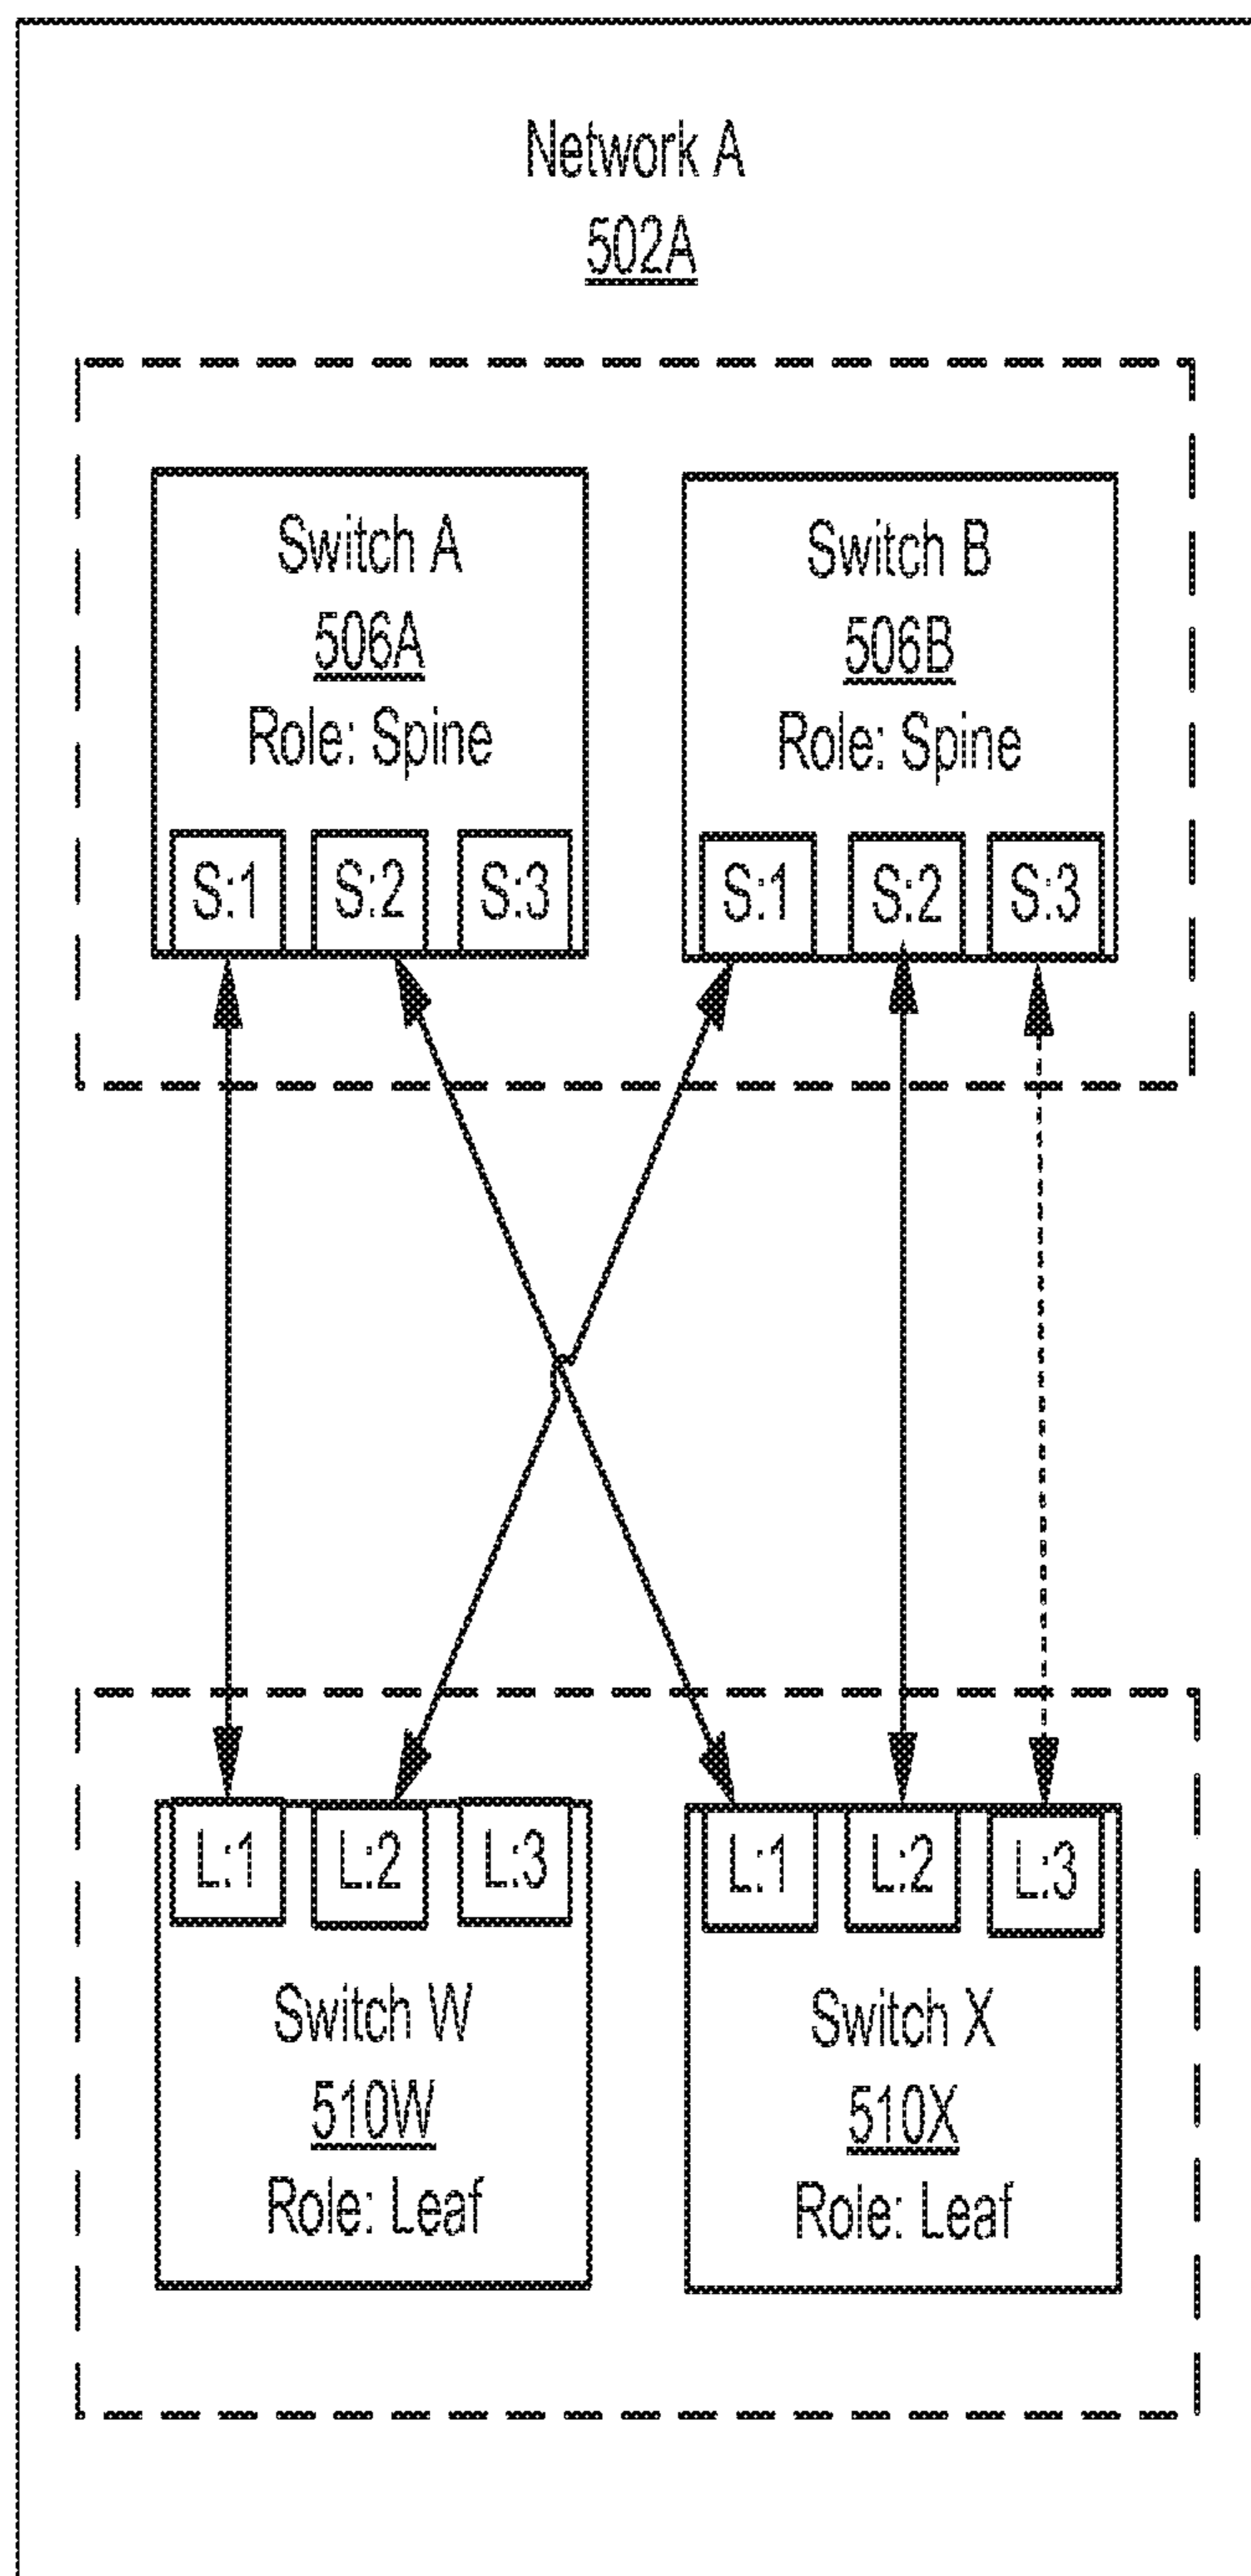 Network A
502A
Switch A
506A
Role: Spine
S:1 S:2 S:3
Switch B
506B
Role: Spine
S:1 S:2 S:3
L:1 L:2 L:3
Switch W
510W
Role: Leaf
L:1 L:2 L:3
Switch X
510X
Role: Leaf